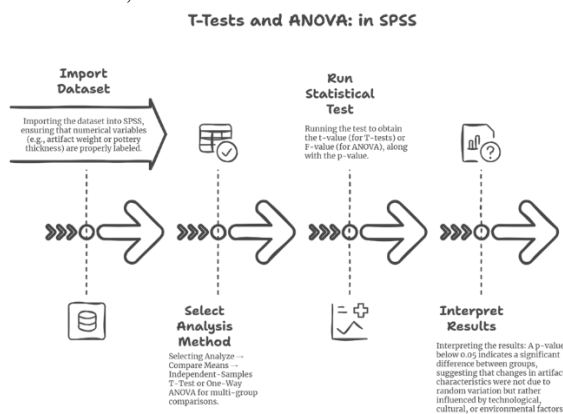 T-Tests and ANOVA: in SPSS
Import
Dataset
Importing the dataset into SPSS,
ensuring that numerical variables
(e.g., artifact weight or pottery
thickness) are properly labeled.
Select
Analysis
Method
Selecting Analyze →
Compare Means →
Independent-Samples
T-Test or One-Way
ANOVA for multi-group
comparisons.
Run
Statistical
Test
Running the test to obtain
the t-value (for T-tests) or
F-value (for ANOVA), along
with the p-value.
Interpret
Results
Interpreting the results: A p-value
below 0.05 indicates a significant
difference between groups,
suggesting that changes in artifact
characteristics were not due to
random variation but rather
influenced by technological,
cultural, or environmental factors